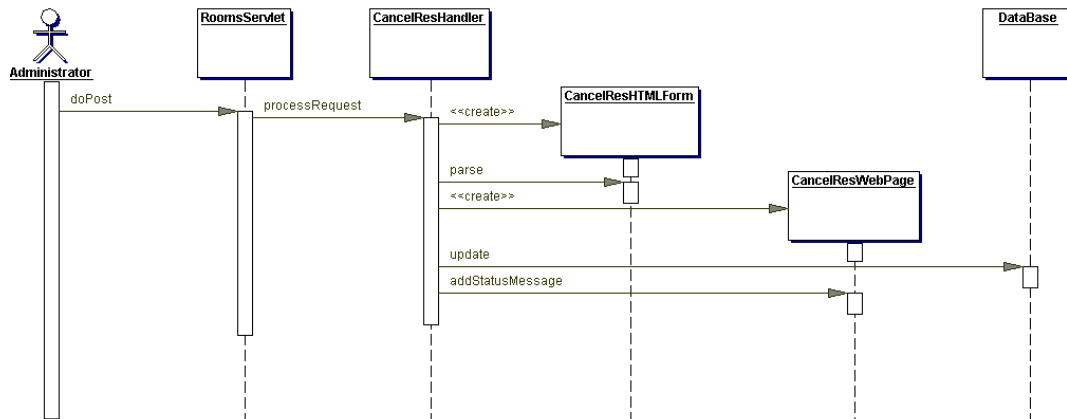 RoomsServlet
CancelResHandler
DataBase
Administrator
doPost
processRequest
<<create>>
CancelResHTMLForm
parse
<<create>>
CancelResWebPage
update
addStatusMessage